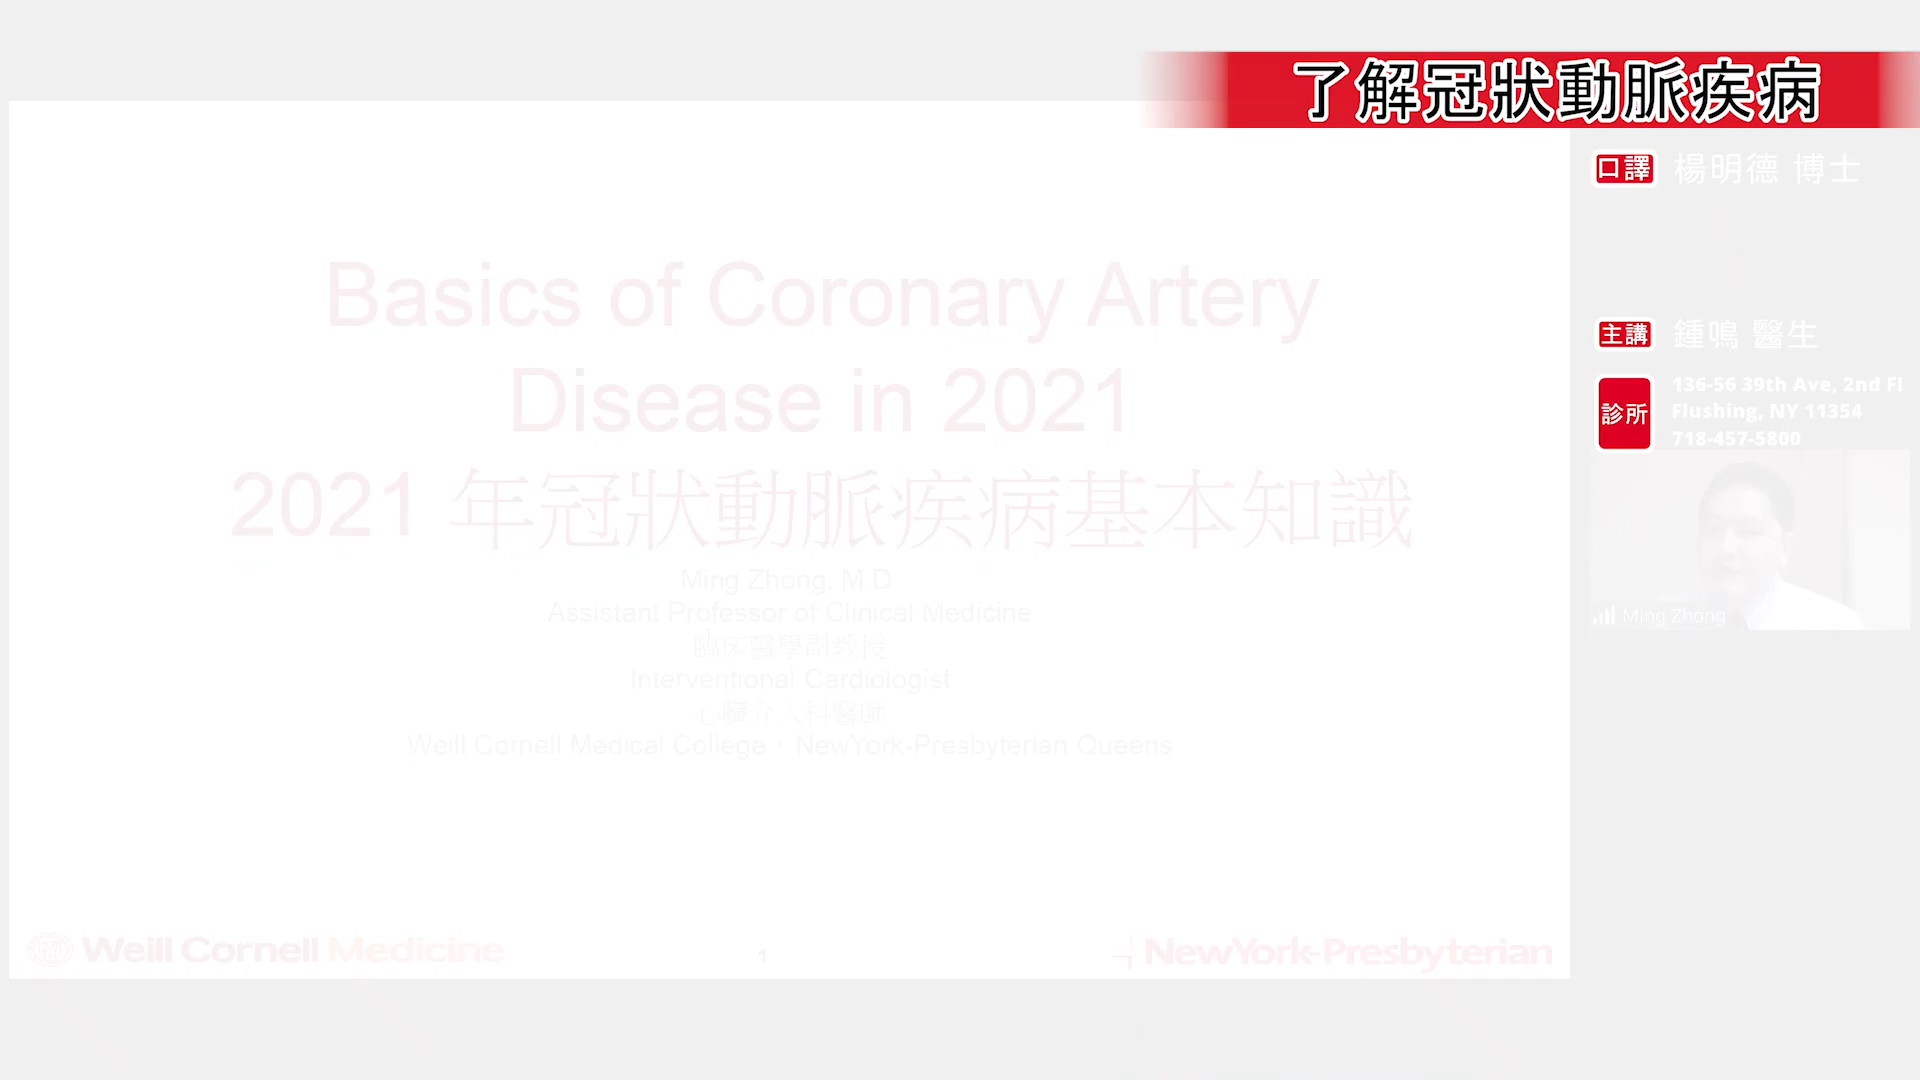 了解冠狀動脈疾病
口譯 楊明德 博士
主講 鍾鳴 醫生
診所
136-56 39th Ave, 2nd Fl
Flushing, NY 11354
718-457-5800
Ming Zhong
Basics of Coronary Artery
Disease in 2021
2021 年冠狀動脈疾病基本知識
Ming Zhong. M.D
Assistant Professor of Clinical Medicine
臨床醫學副教授
Interventional Cardiologist
心臟介入科醫師
Weill Cornell Medical College · NewYork-Presbyterian Queens
Weill Cornell Medicine
1
NewYork-Presbyterian